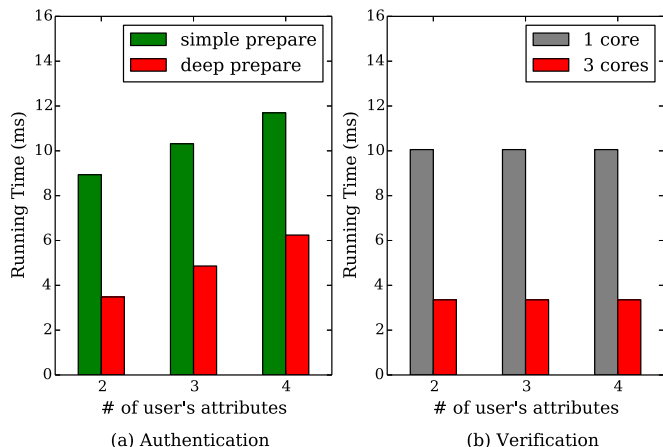 16
14
12
10
8
6
4
2
0
Running Time (ms)
simple prepare
deep prepare
2 3 4
# of user's attributes
(a) Authentication
16
14
12
10
8
6
4
2
0
Running Time (ms)
1 core
3 cores
2 3 4
# of user's attributes
(b) Verification